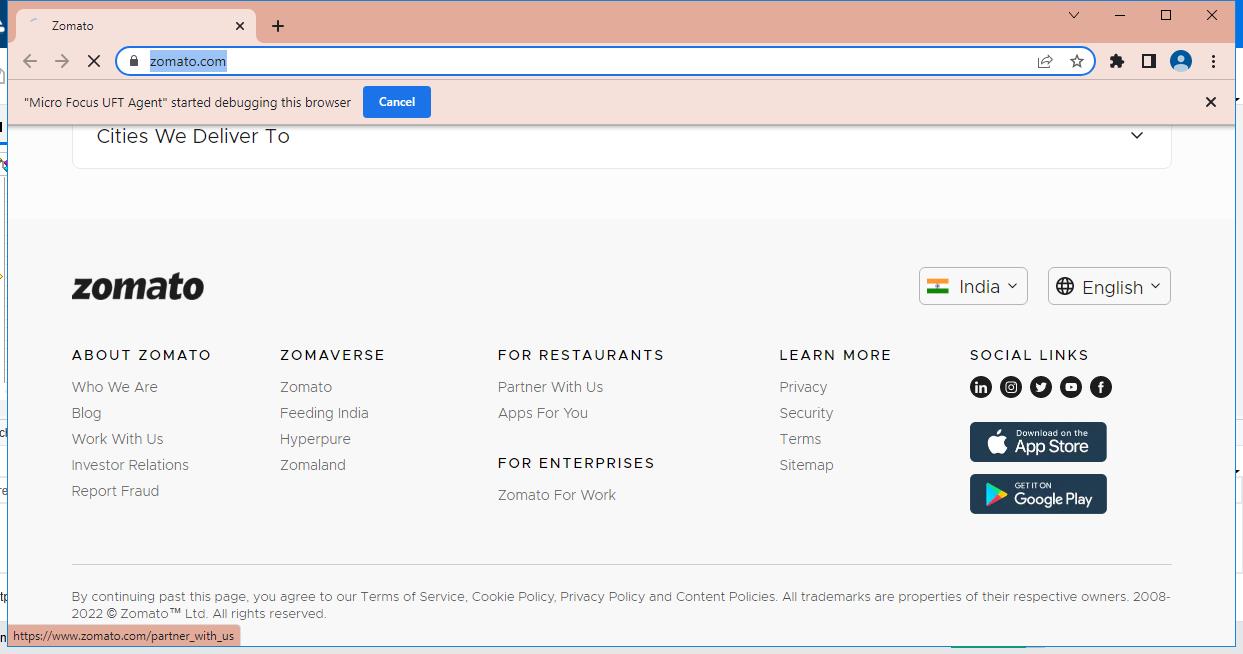 Zomato
zomato.com
"Micro Focus UFT Agent" started debugging this browser
Cancel
Cities We Deliver To
zomato
India
English
ABOUT ZOMATO
Who We Are
Blog
Work With Us
Investor Relations
Report Fraud
ZOMAVERSE
Zomato
Feeding India
Hyperpure
Zomaland
FOR RESTAURANTS
Partner With Us
Apps For You
FOR ENTERPRISES
Zomato For Work
LEARN MORE
Privacy
Security
Terms
Sitemap
SOCIAL LINKS
Download on the
App Store
GET IT ON
Google Play
By continuing past this page, you agree to our Terms of Service, Cookie Policy, Privacy Policy and Content Policies. All trademarks are properties of their respective owners. 2008-
2022 © Zomato™ Ltd. All rights reserved.
https://www.zomato.com/partner_with_us